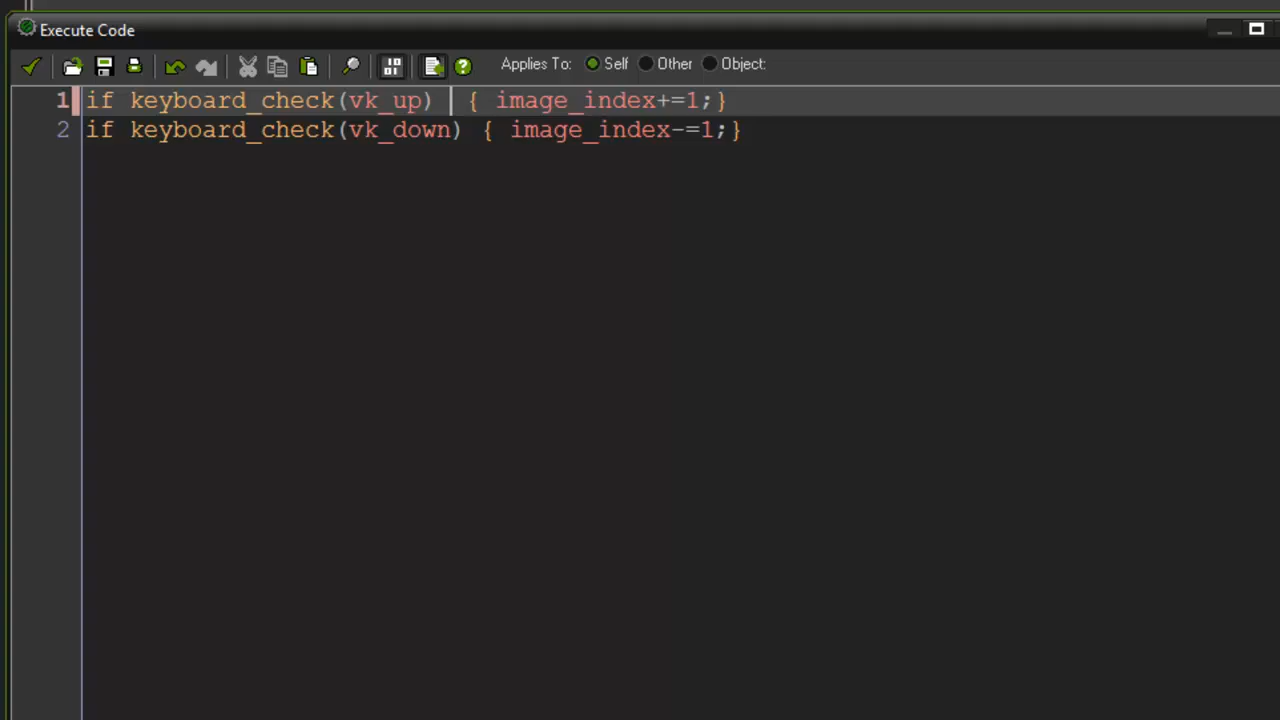 Execute Code
Applies To: Self Other Object:
1 if keyboard_check(vk_up) { image_index+=1;}
2 if keyboard_check(vk_down) { image_index-=1;}